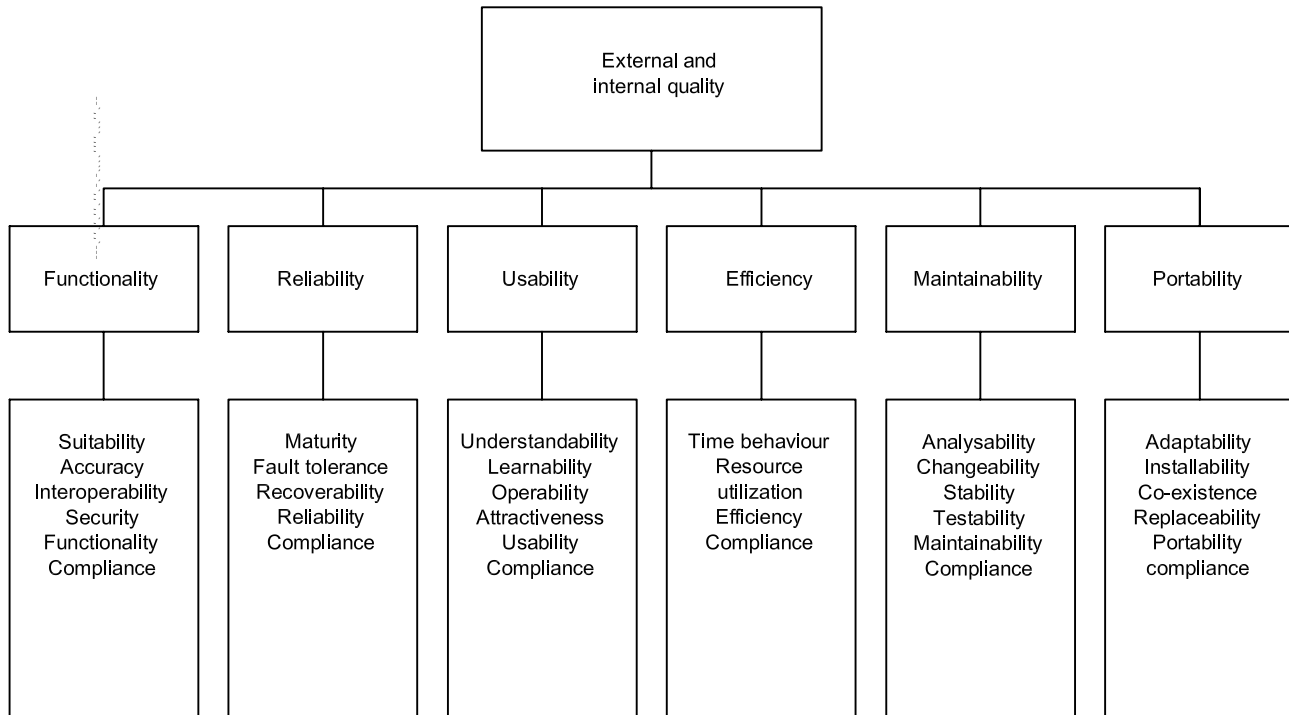 External and
internal quality
Functionality
Reliability
Usability
Efficiency
Maintainability
Portability
Suitability
Accuracy
Interoperability
Security
Functionality
Compliance
Maturity
Fault tolerance
Recoverability
Reliability
Compliance
Understandability
Learnability
Operability
Attractiveness
Usability
Compliance
Time behaviour
Resource
utilization
Efficiency
Compliance
Analysability
Changeability
Stability
Testability
Maintainability
Compliance
Adaptability
Installability
Co-existence
Replaceability
Portability
compliance